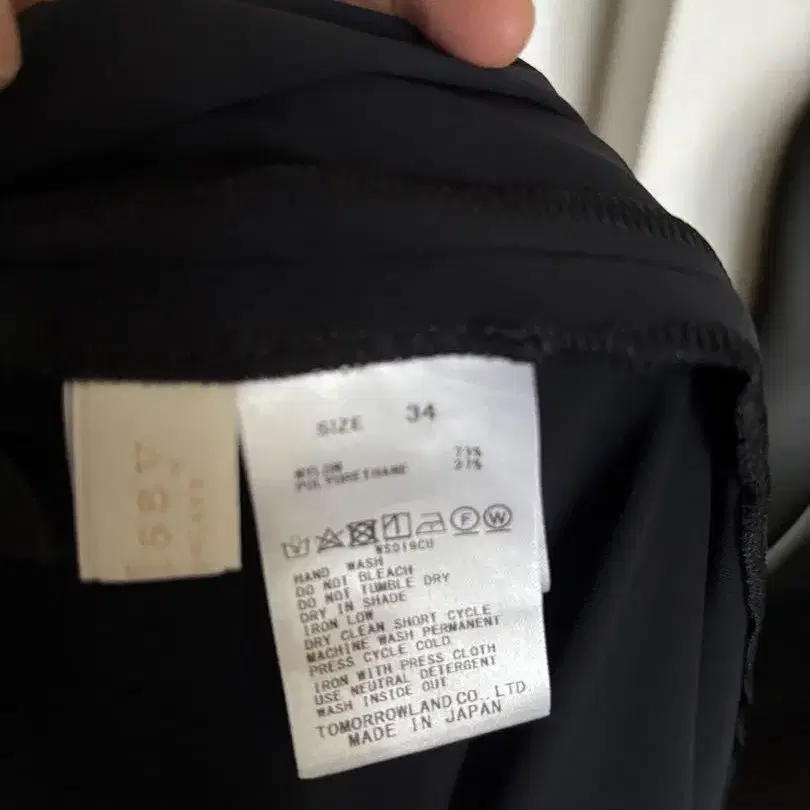 SIZE 34
NYLON 73%
POLYURETHANE 27%
F W
WS019CU
HAND WASH
DO NOT BLEACH
DO NOT TUMBLE DRY
DRY IN SHADE
IRON LOW
DRY CLEAN SHORT CYCLE
MACHINE WASH PERMANENT
PRESS CYCLE COLD
IRON WITH PRESS CLOTH
USE NEUTRAL DETERGENT
WASH INSIDE OUT
TOMORROWLAND CO., LTD.
MADE IN JAPAN